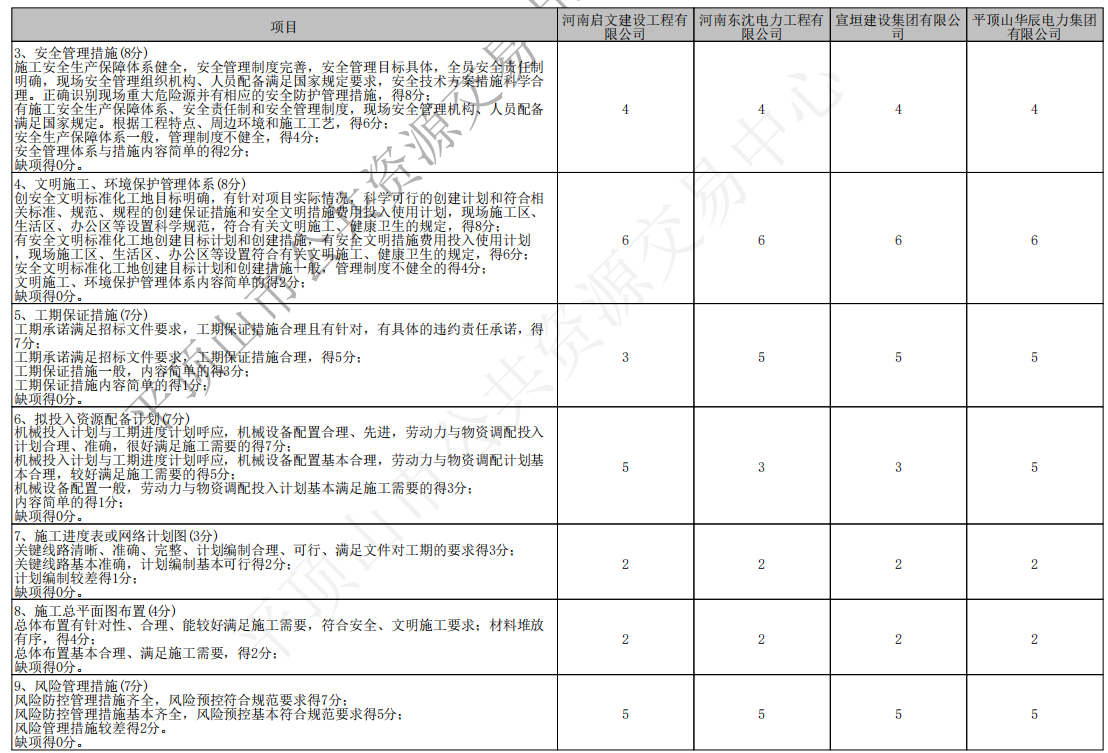 项目
河南启文建设工程有
限公司
河南东沈电力工程有
限公司
宣垣建设集团有限公
司
平顶山华辰电力集团
有限公司
3、安全管理措施(8分)
施工安全生产保障体系健全，安全管理制度完善，安全管理目标具体，全员安全责任制
明确，现场安全管理组织机构、人员配备满足国家规定要求，安全技术方案措施科学合
理。正确识别现场重大危险源并有相应的安全防护管理措施，得8分；
有施工安全生产保障体系、安全责任制和安全管理制度，现场安全管理机构、人员配备
满足国家规定。根据工程特点、周边环境和施工工艺，得6分；
安全生产保障体系一般，管理制度不健全，得4分；
安全管理体系与措施内容简单的得2分；
缺项得0分。
4
4
4
4
4、文明施工、环境保护管理体系(8分)
创安全文明标准化工地目标明确，有针对项目实际情况，科学可行的创建计划和符合相
关标准、规范、规程的创建保证措施和安全文明措施费用投入使用计划，现场施工区、
生活区、办公区等设置科学规范，符合有关文明施工、健康卫生的规定，得8分；
有安全文明标准化工地创建目标计划和创建措施，有安全文明措施费用投入使用计划
，现场施工区、生活区、办公区等设置符合有关文明施工、健康卫生的规定，得6分；
安全文明标准化工地创建目标计划和创建措施一般，管理制度不健全的得4分；
文明施工、环境保护管理体系内容简单的得2分；
缺项得0分。
6
6
6
6
5、工期保证措施(7分)
工期承诺满足招标文件要求，工期保证措施合理且有针对，有具体的违约责任承诺，得
7分；
工期承诺满足招标文件要求，工期保证措施合理，得5分；
工期保证措施一般，内容简单的得3分；
工期保证措施内容简单的得1分；
缺项得0分。
3
5
5
5
6、拟投入资源配备计划(7分)
机械投入计划与工期进度计划呼应，机械设备配置合理、先进，劳动力与物资调配投入
计划合理、准确，很好满足施工需要的得7分；
机械投入计划与工期进度计划呼应，机械设备配置基本合理，劳动力与物资调配计划基
本合理，较好满足施工需要的得5分；
机械设备配置一般，劳动力与物资调配投入计划基本满足施工需要的得3分；
内容简单的得1分；
缺项得0分。
5
3
3
5
7、施工进度表或网络计划图(3分)
关键线路清晰、准确、完整、计划编制合理、可行、满足文件对工期的要求得3分；
关键线路基本准确，计划编制基本可行得2分；
计划编制较差得1分；
缺项得0分。
2
2
2
2
8、施工总平面图布置(4分)
总体布置有针对性、合理、能较好满足施工需要，符合安全、文明施工要求；材料堆放
有序，得4分；
总体布置基本合理、满足施工需要，得2分；
缺项得0分。
2
2
2
2
9、风险管理措施(7分)
风险防控管理措施齐全，风险预控符合规范要求得7分；
风险防控管理措施基本齐全，风险预控基本符合规范要求得5分；
风险管理措施较差得2分。
缺项得0分。
5
5
5
5
平顶山市公共资源交易中
平顶山市公共资源交易中心